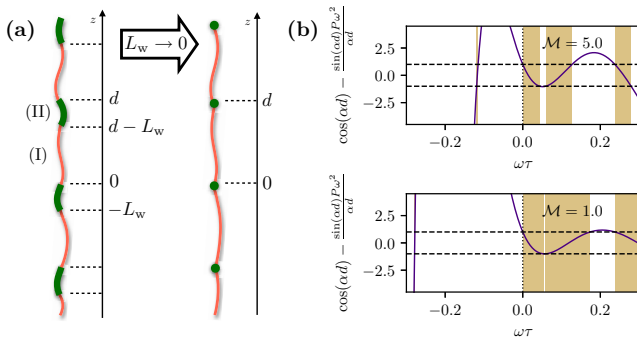 (a)
z
L_w → 0
z
d
(II)
d − L_w
(I)
0
−L_w
d
0
(b)
cos(αd) − sin(αd)Pω²/αd
2.5
0.0
−2.5
M = 5.0
−0.2
0.0
0.2
ωτ
cos(αd) − sin(αd)Pω²/αd
2.5
0.0
−2.5
M = 1.0
−0.2
0.0
0.2
ωτ